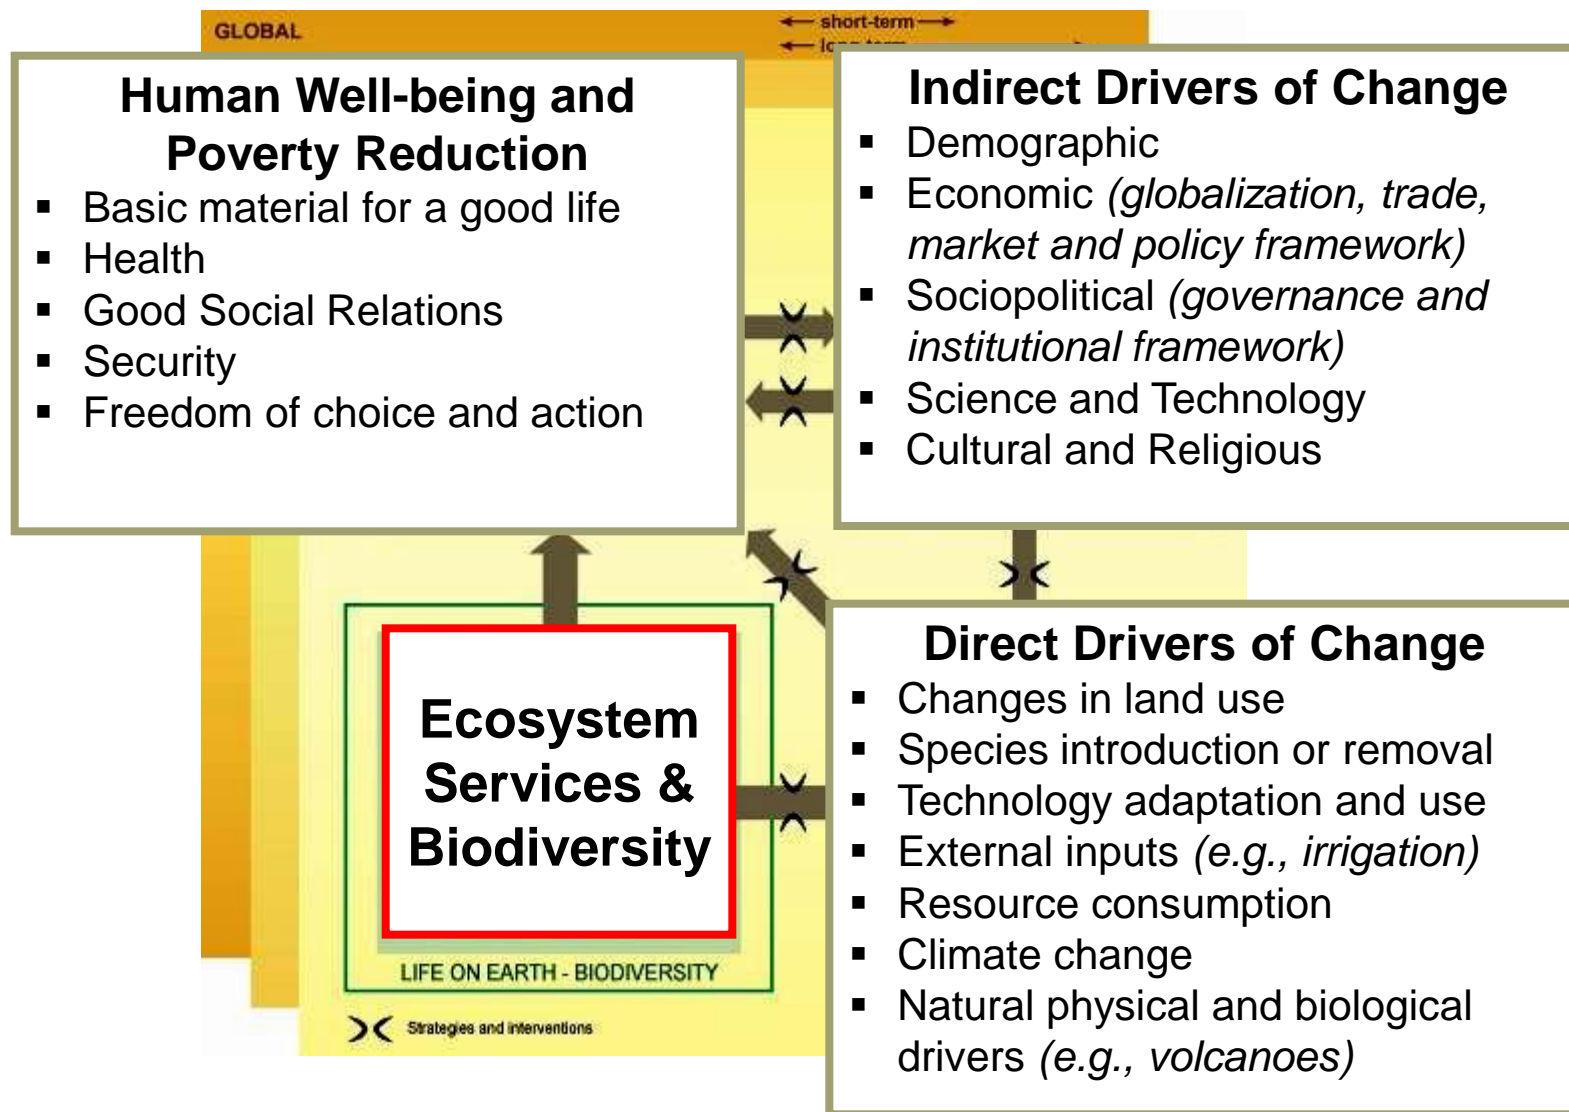 GLOBAL
short-term
Human Well-being and
Poverty Reduction
▪ Basic material for a good life
▪ Health
▪ Good Social Relations
▪ Security
▪ Freedom of choice and action
Indirect Drivers of Change
▪ Demographic
▪ Economic (globalization, trade,
market and policy framework)
▪ Sociopolitical (governance and
institutional framework)
▪ Science and Technology
▪ Cultural and Religious
Ecosystem
Services &
Biodiversity
LIFE ON EARTH - BIODIVERSITY
Strategies and interventions
Direct Drivers of Change
▪ Changes in land use
▪ Species introduction or removal
▪ Technology adaptation and use
▪ External inputs (e.g., irrigation)
▪ Resource consumption
▪ Climate change
▪ Natural physical and biological
drivers (e.g., volcanoes)